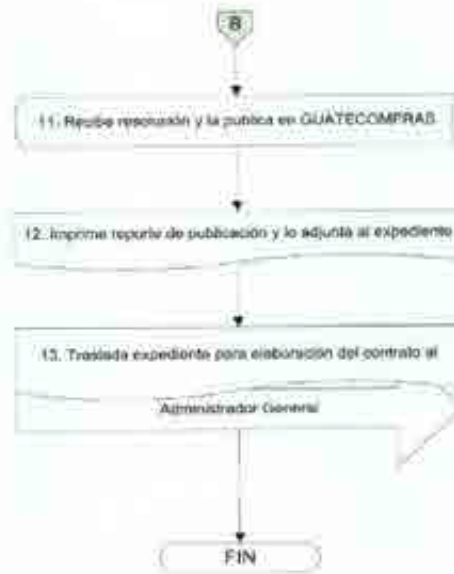 B
11. Recibe resolución y la publica en GUATECOMPRAS
12. Imprime reporte de publicación y lo adjunta al expediente
13. Traslada expediente para elaboración del contrato al
Administrador General
FIN